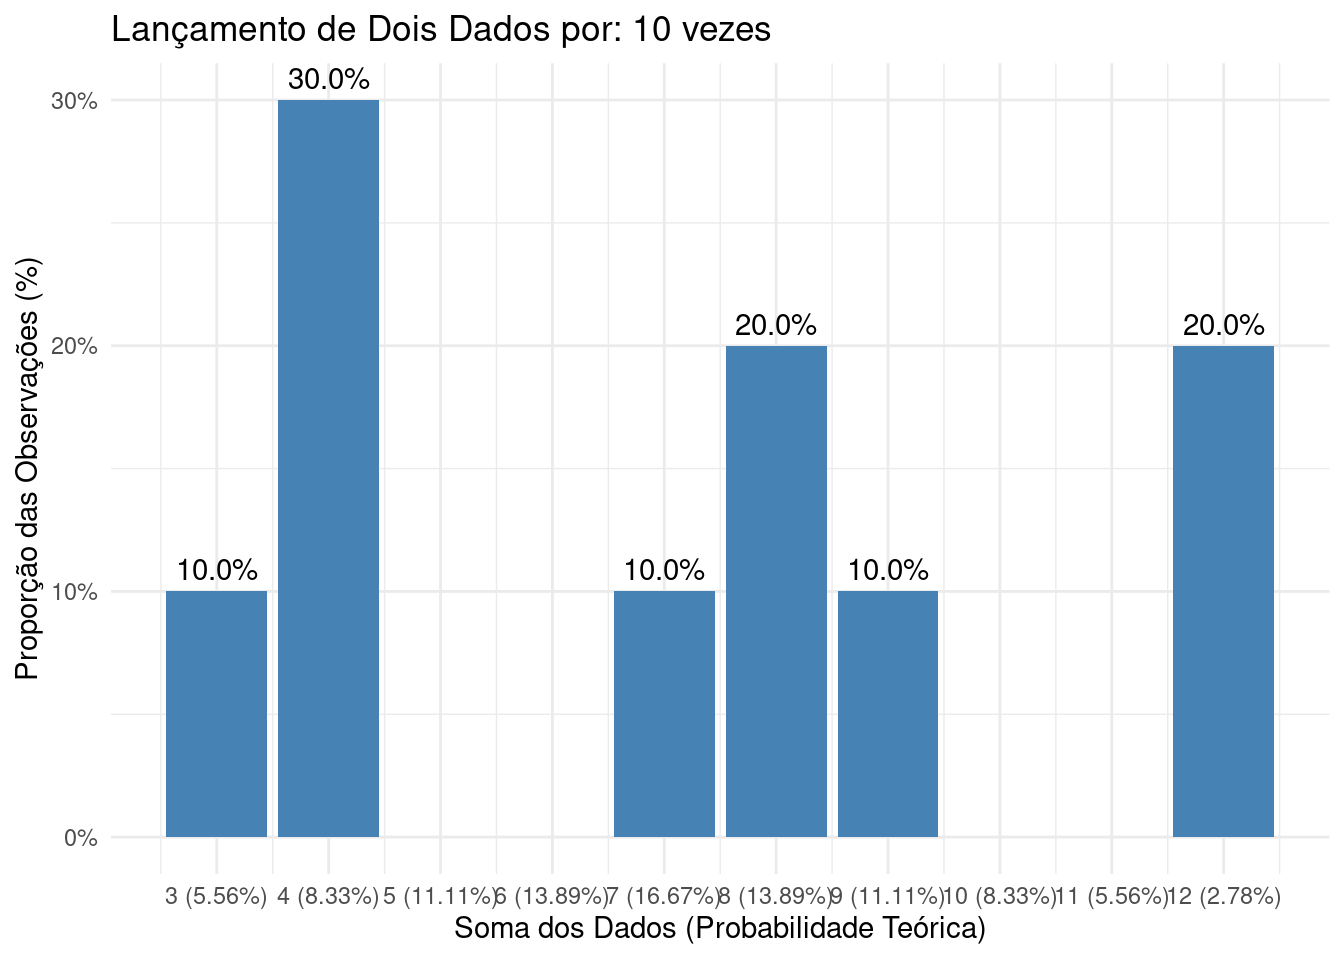 Lançamento de Dois Dados por: 10 vezes
30.0%
30%
20.0%
20.0%
20%
10.0%
10.0%
10.0%
10%
0%
Proporção das Observações (%)
3 (5.56%) 4 (8.33%) 5 (11.11%) 6 (13.89%) 7 (16.67%) 8 (13.89%) 9 (11.11%) 10 (8.33%) 11 (5.56%) 12 (2.78%)
Soma dos Dados (Probabilidade Teórica)